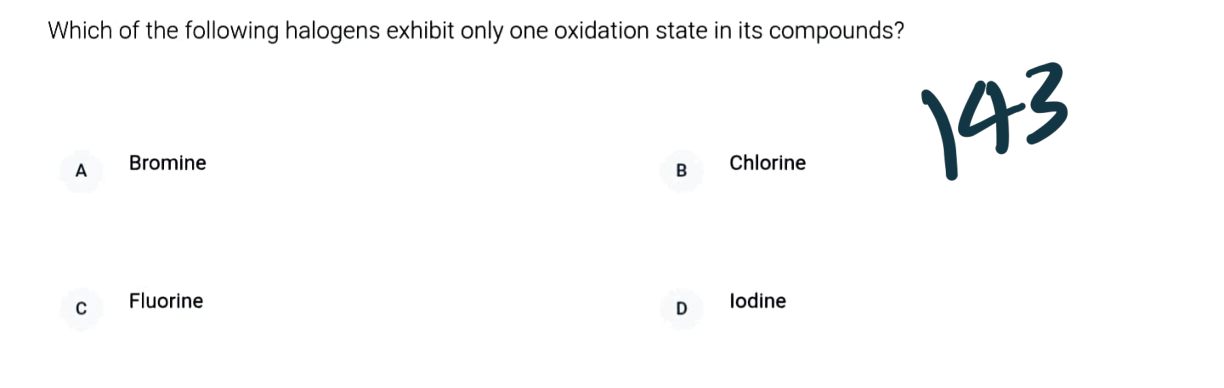 Which of the following halogens exhibit only one oxidation state in its compounds?
143
A Bromine
B Chlorine
C Fluorine
D Iodine